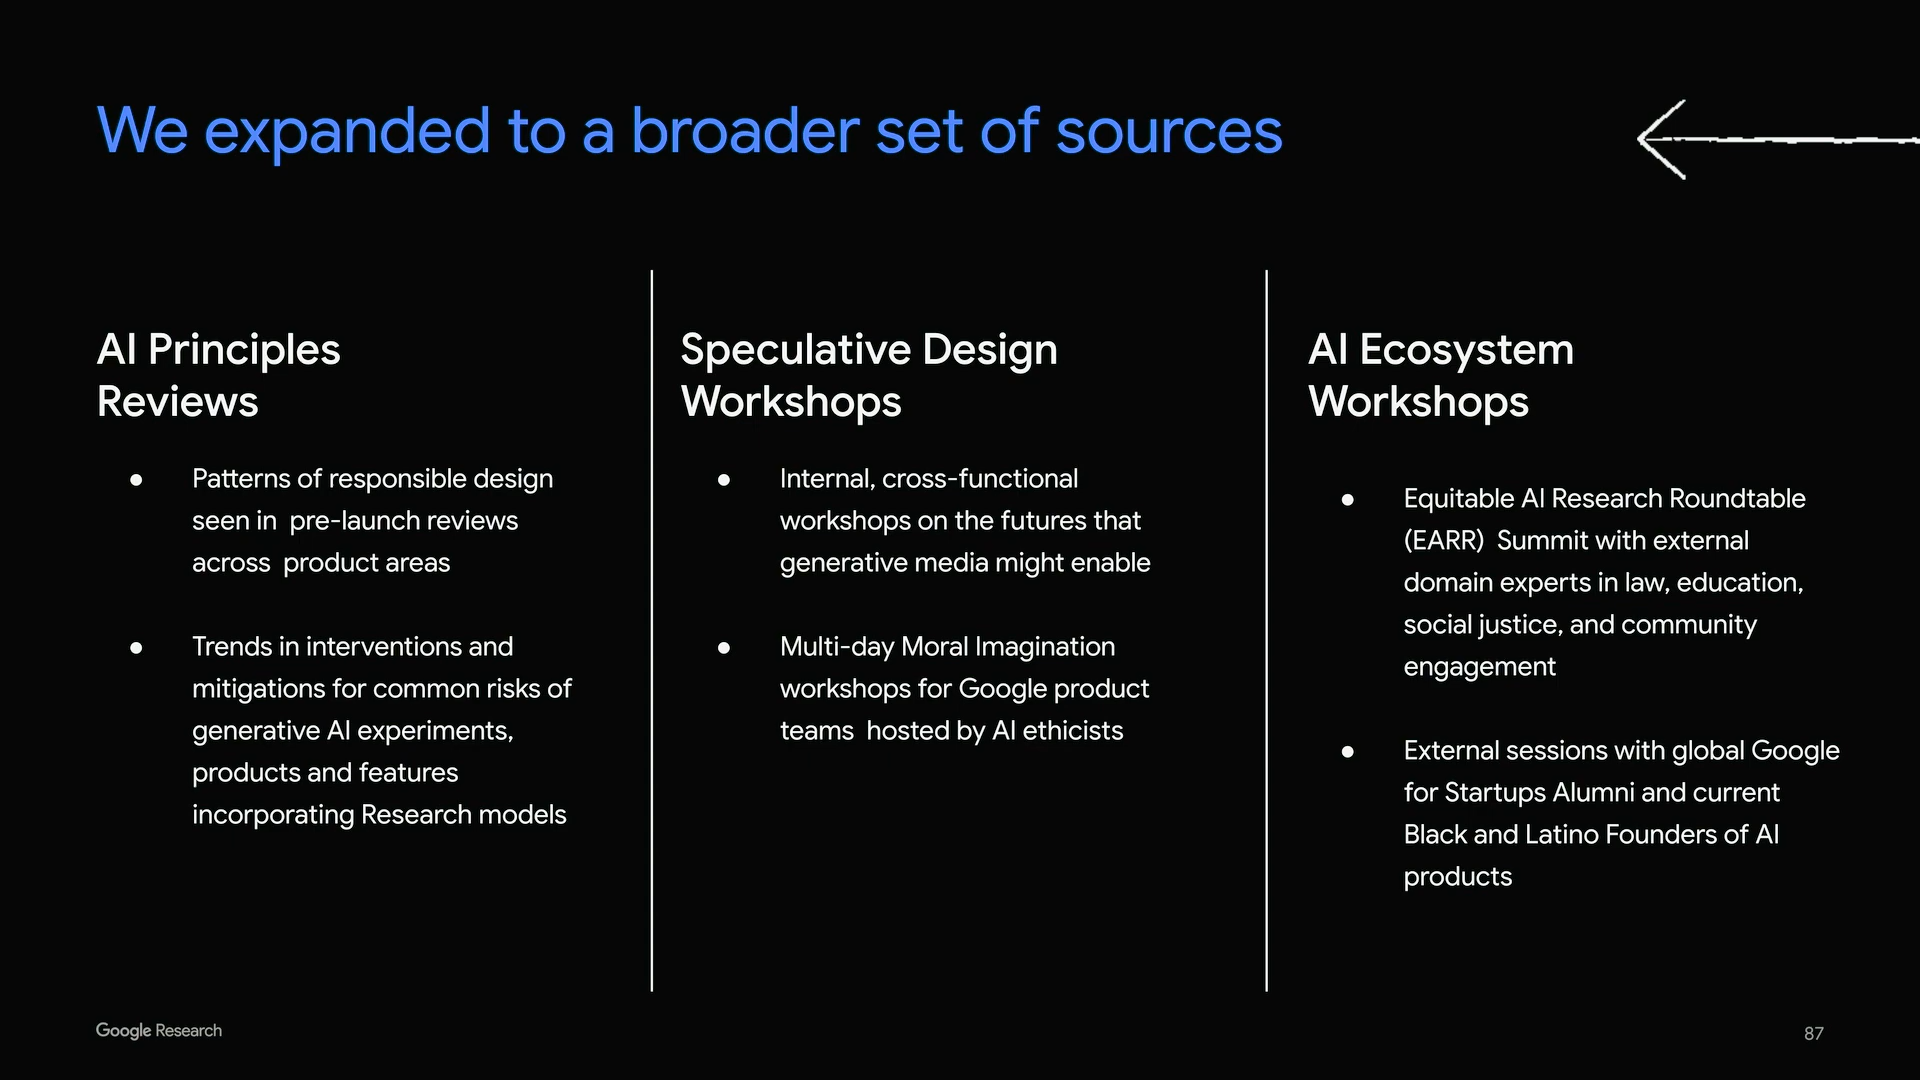 We expanded to a broader set of sources
AI Principles
Reviews
● Patterns of responsible design
seen in pre-launch reviews
across product areas
● Trends in interventions and
mitigations for common risks of
generative AI experiments,
products and features
incorporating Research models
Speculative Design
Workshops
● Internal, cross-functional
workshops on the futures that
generative media might enable
● Multi-day Moral Imagination
workshops for Google product
teams hosted by AI ethicists
AI Ecosystem
Workshops
● Equitable AI Research Roundtable
(EARR) Summit with external
domain experts in law, education,
social justice, and community
engagement
● External sessions with global Google
for Startups Alumni and current
Black and Latino Founders of AI
products
Google Research
87